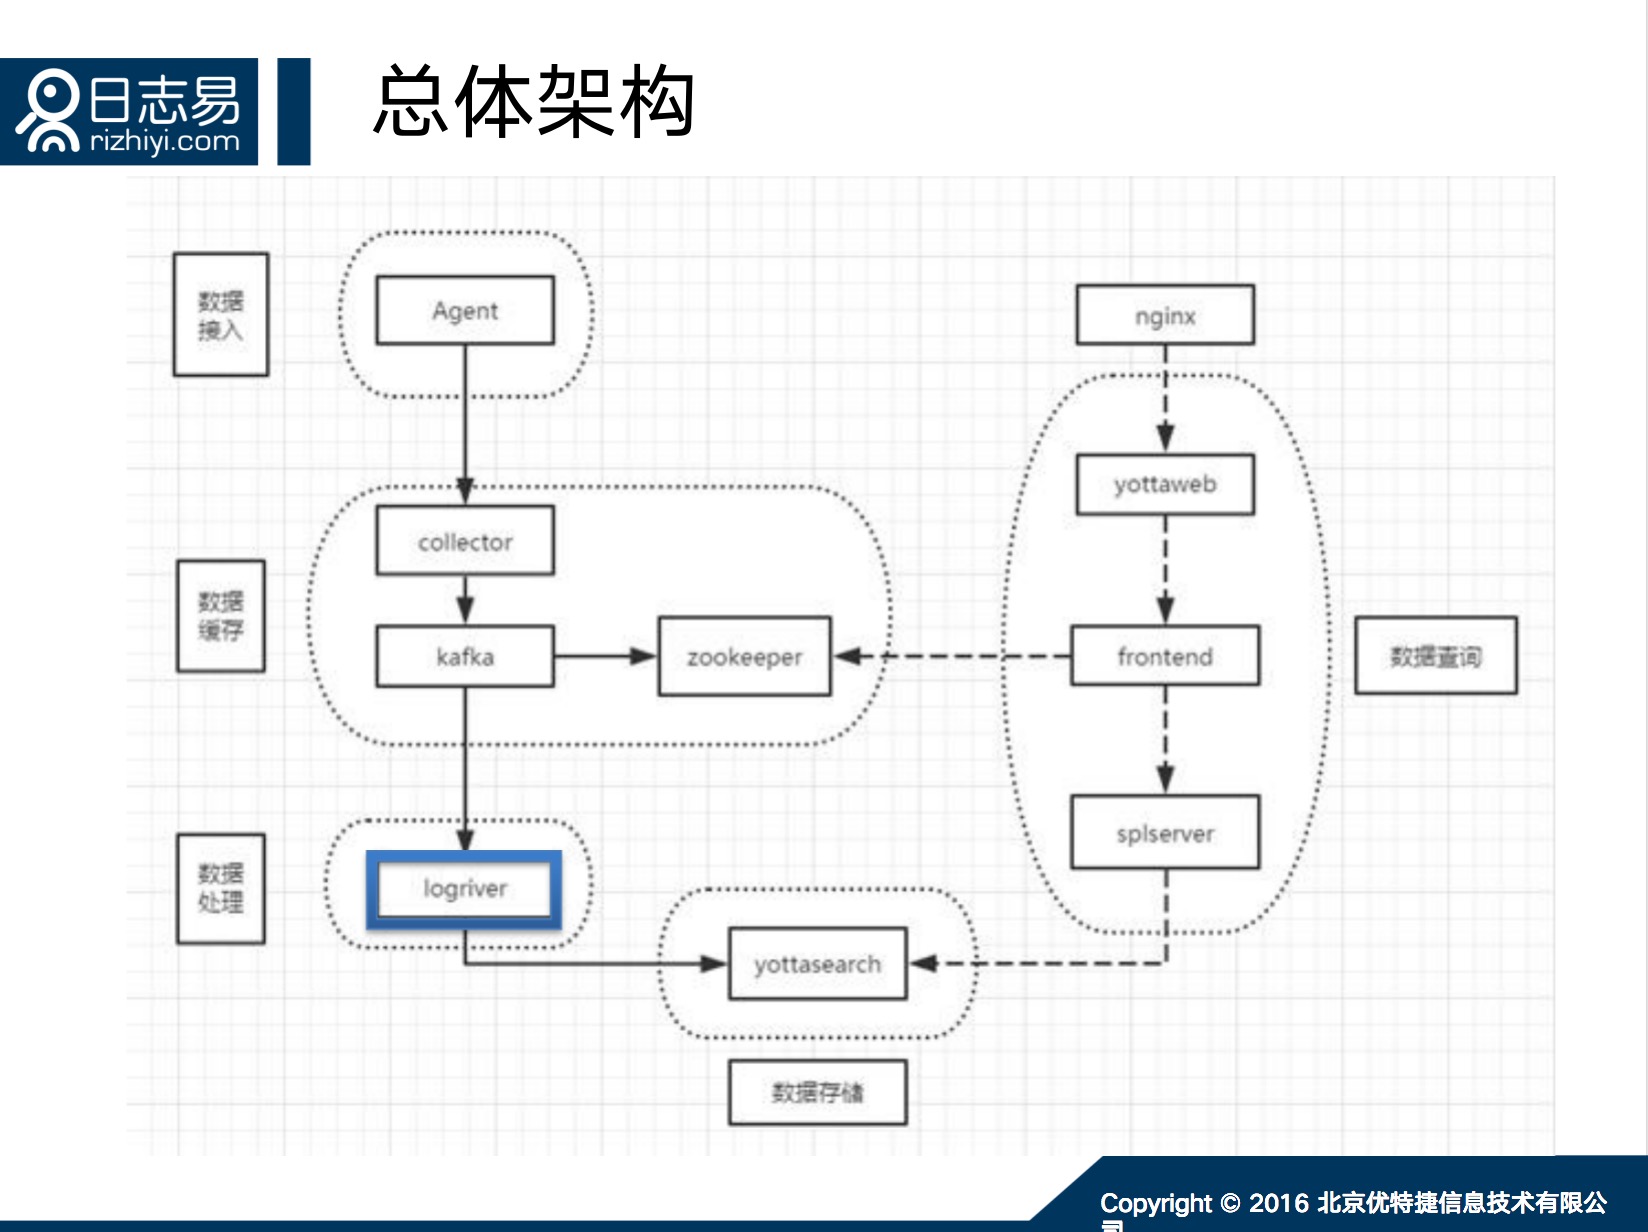 日志易
rizhiyi.com
总体架构
数据
接入
Agent
nginx
yottaweb
collector
数据
缓存
kafka
zookeeper
frontend
数据查询
splserver
数据
处理
logriver
yottasearch
数据存储
Copyright © 2016 北京优特捷信息技术有限公
司